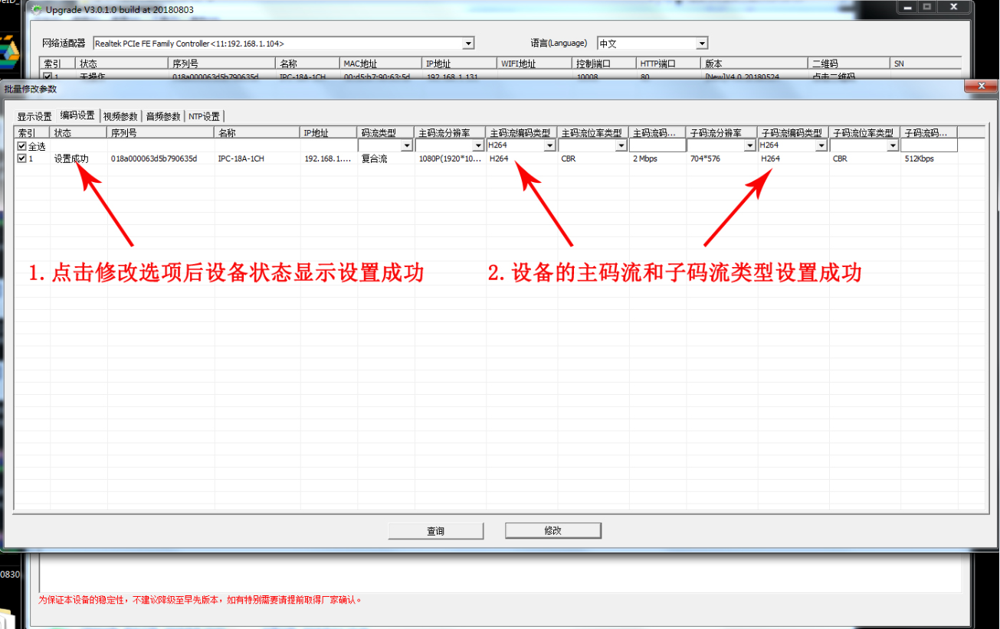 Upgrade V3.0.1.0 build at 20180803
网络适配器 Realtek PCIe FE Family Controller<11:192.168.1.104> 语言(Language) 中文
索引 状态 序列号 名称 MAC地址 IP地址 WIFI地址 控制端口 HTTP端口 版本 二维码 SN
1 无操作 018a000063d5b790635d IPC-18A-1CH 00:d5:b7:90:63:5d 192.168.1.131 10008 80 [New]V4.0.20180524 点击二维码
批量修改参数
显示设置 编码设置 视频参数 音频参数 NTP设置
索引 状态 序列号 名称 IP地址 码流类型 主码流分辨率 主码流编码类型 主码流位率类型 主码流码... 子码流分辨率 子码流编码类型 子码流位率类型 子码流码...
全选 H264 H264
1 设置成功 018a000063d5b790635d IPC-18A-1CH 192.168.1.... 复合流 1080P(1920*10... H264 CBR 2 Mbps 704*576 H264 CBR 512Kbps
1.点击修改选项后设备状态显示设置成功 2.设备的主码流和子码流类型设置成功
查询 修改
0830
为保证本设备的稳定性，不建议降级至早先版本，如有特别需要请提前取得厂家确认。